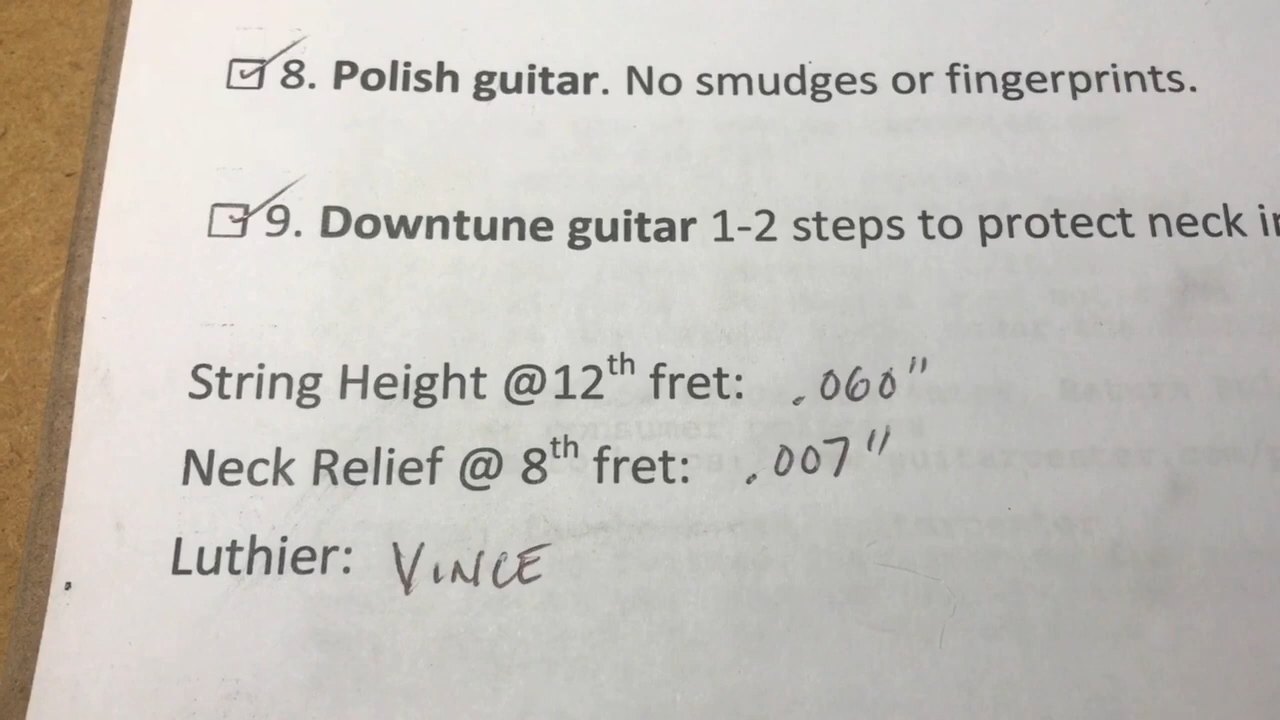 8. Polish guitar. No smudges or fingerprints.
9. Downtune guitar 1-2 steps to protect neck
String Height @12th fret: .060"
Neck Relief @ 8th fret: .007"
Luthier: VINCE